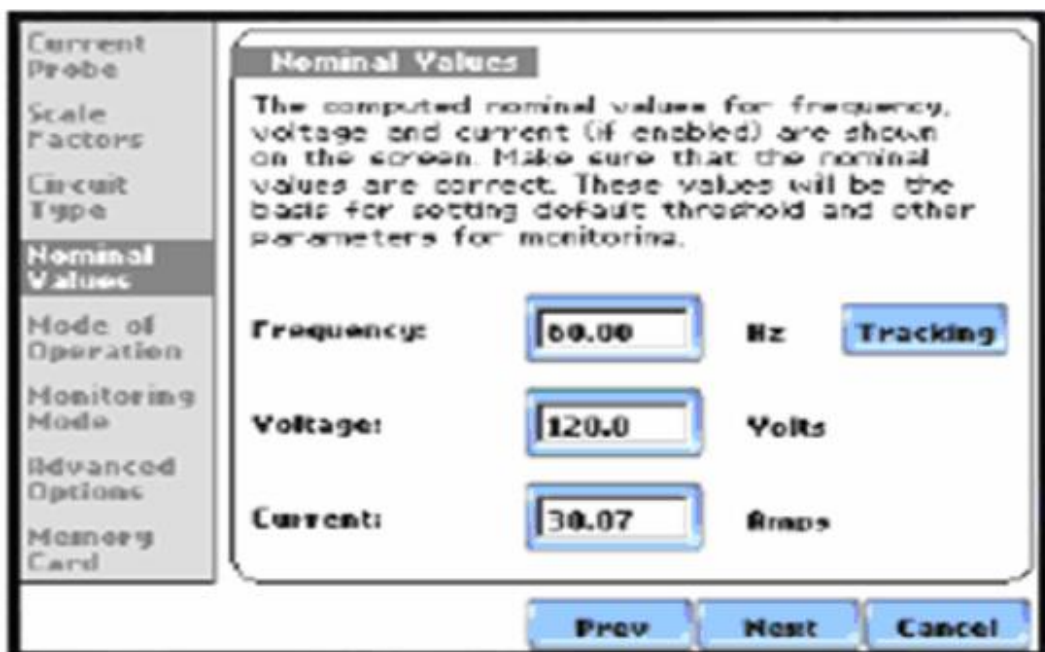 Current
Probe
Scale
Factors
Circuit
Type
Nominal
Values
Mode of
Operation
Monitoring
Mode
Advanced
Options
Memory
Card
Nominal Values
The computed nominal values for frequency,
voltage and current (if enabled) are shown
on the screen. Make sure that the nominal
values are correct. These values will be the
basis for setting default threshold and other
parameters for monitoring.
Frequency: 60.00 Hz Tracking
Voltage: 120.0 Volts
Current: 30.07 Amps
Prev Next Cancel